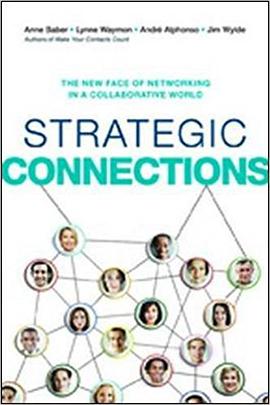 Anne Baber • Lynne Waymon • André Alphonso • Jim Wylde
Authors of Make Your Contacts Count
THE NEW FACE OF NETWORKING
IN A COLLABORATIVE WORLD
STRATEGIC
CONNECTIONS